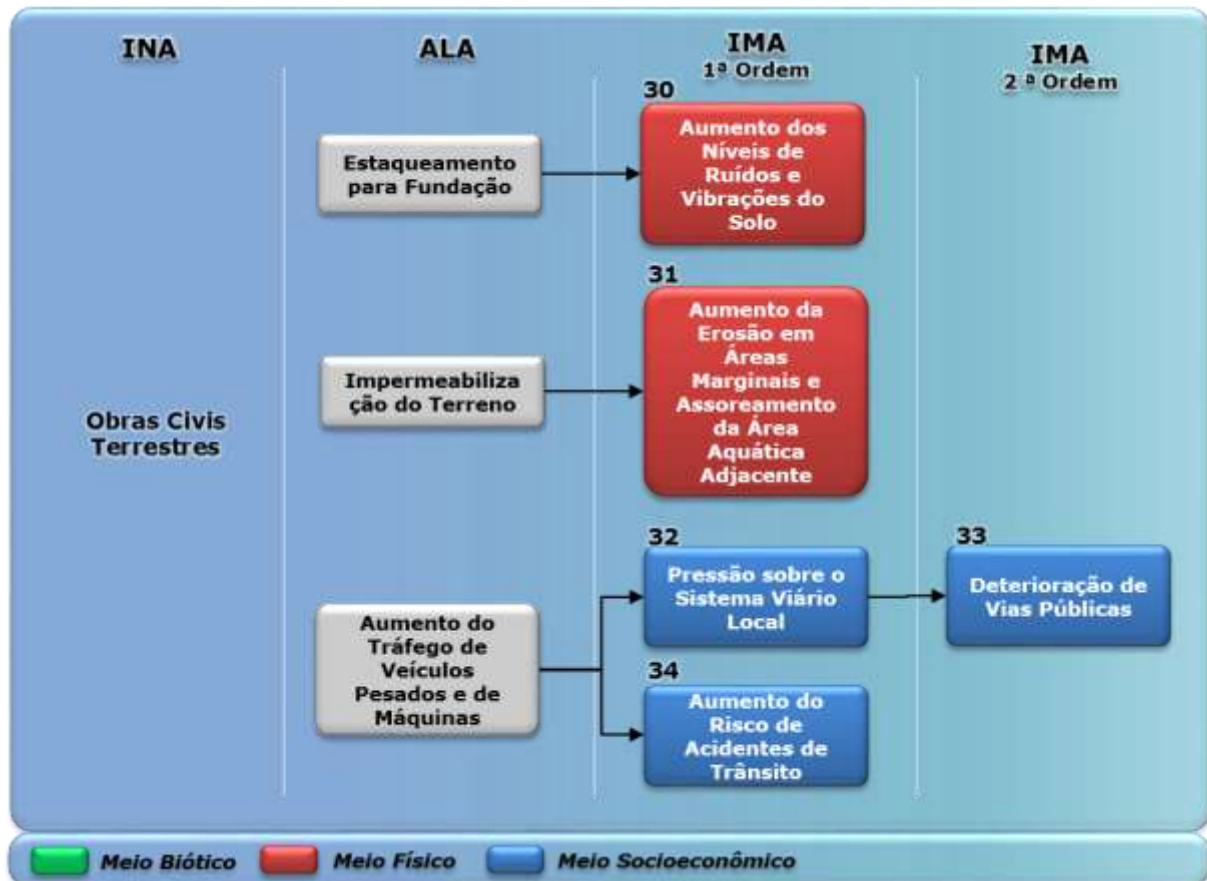 INA
ALA
IMA
1ª Ordem
IMA
2 ª Ordem
Obras Civis
Terrestres
Estaqueamento
para Fundação
30
Aumento dos
Níveis de
Ruídos e
Vibrações do
Solo
Impermeabiliza
ção do Terreno
31
Aumento da
Erosão em
Áreas
Marginais e
Assoreamento
da Área
Aquática
Adjacente
Aumento do
Tráfego de
Veículos
Pesados e de
Máquinas
32
Pressão sobre o
Sistema Viário
Local
33
Deterioração de
Vias Públicas
34
Aumento do
Risco de
Acidentes de
Trânsito
Meio Biótico
Meio Físico
Meio Socioeconômico